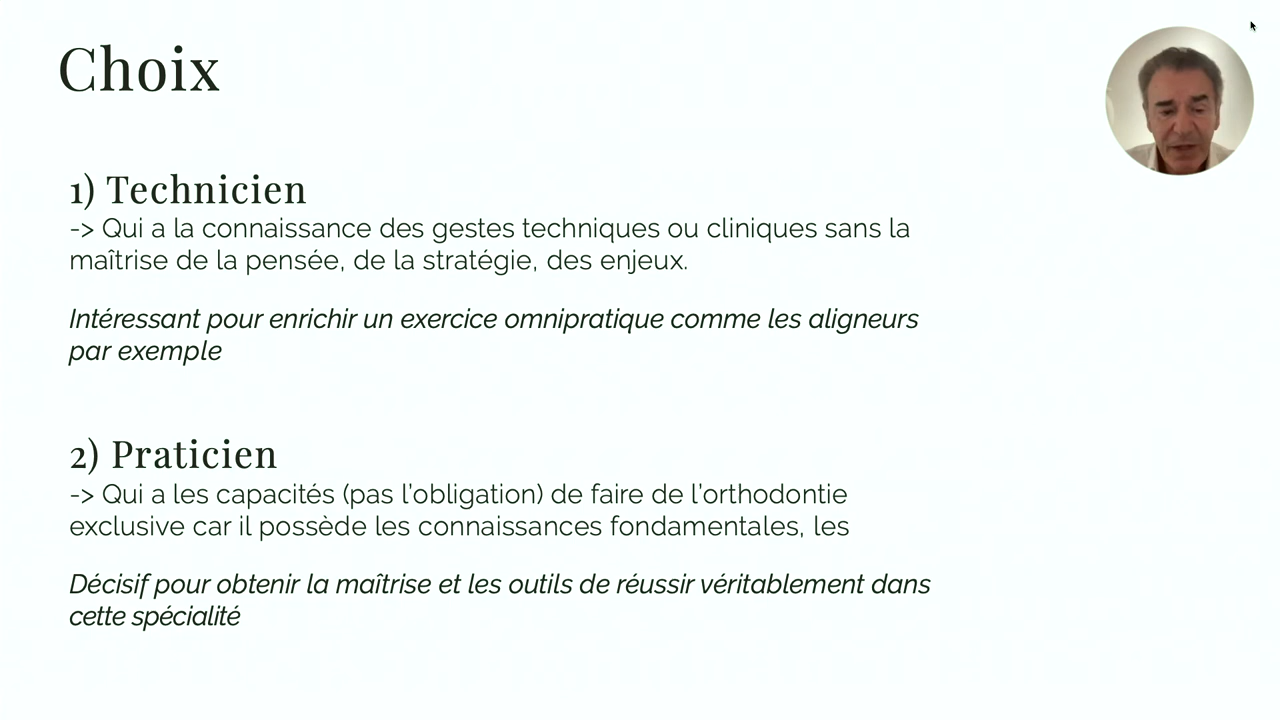 Choix
1) Technicien
-> Qui a la connaissance des gestes techniques ou cliniques sans la
maîtrise de la pensée, de la stratégie, des enjeux.
Intéressant pour enrichir un exercice omnipratique comme les aligneurs
par exemple
2) Praticien
-> Qui a les capacités (pas l’obligation) de faire de l’orthodontie
exclusive car il possède les connaissances fondamentales, les
Décisif pour obtenir la maîtrise et les outils de réussir véritablement dans
cette spécialité